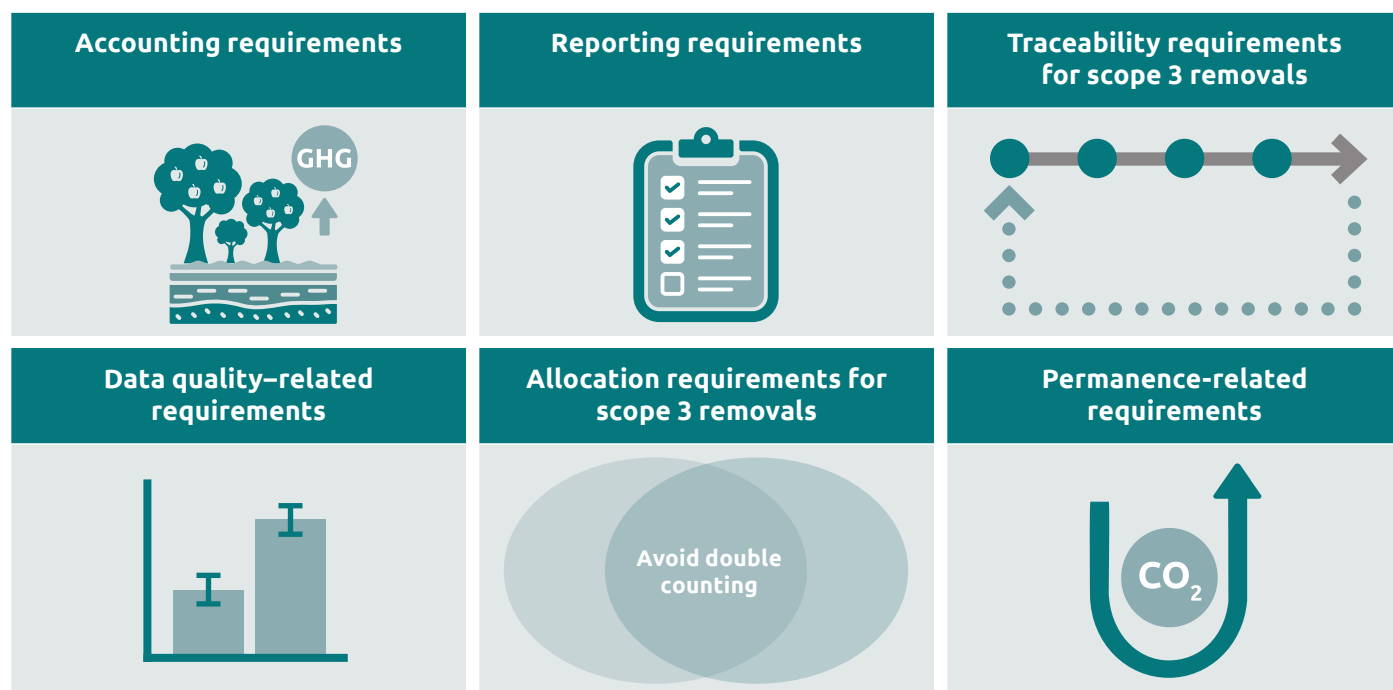 Accounting requirements
Reporting requirements
Traceability requirements
for scope 3 removals
GHG
Data quality–related
requirements
Allocation requirements for
scope 3 removals
Permanence-related
requirements
Avoid double
counting
CO₂